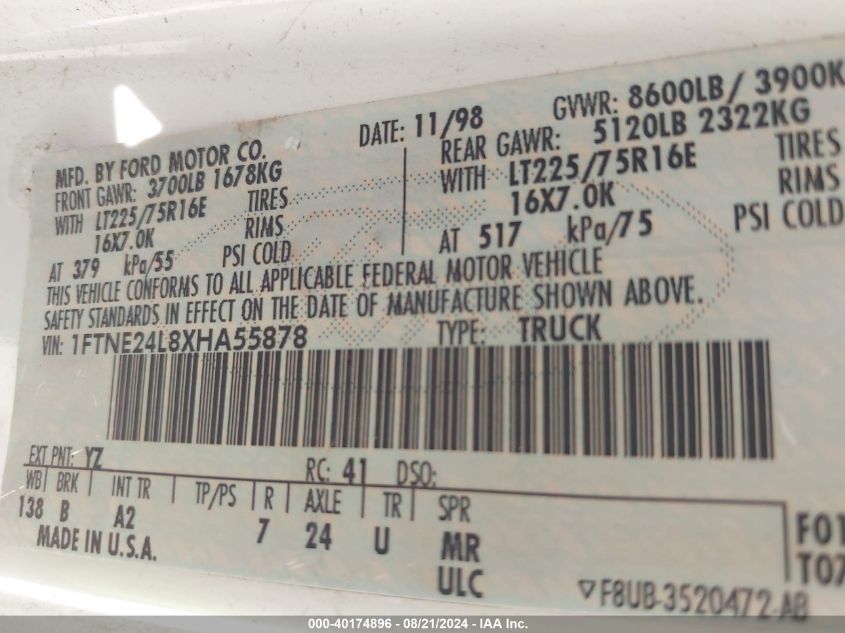 MFD. BY FORD MOTOR CO.
DATE: 11/98
GVWR: 8600LB / 3900K
FRONT GAWR: 3700LB 1678KG
REAR GAWR: 5120LB 2322KG
WITH LT225/75R16E TIRES
WITH LT225/75R16E TIRES
16X7.0K RIMS
16X7.0K RIMS
AT 379 kPa/55 PSI COLD
AT 517 kPa/75 PSI COLD
THIS VEHICLE CONFORMS TO ALL APPLICABLE FEDERAL MOTOR VEHICLE
SAFETY STANDARDS IN EFFECT ON THE DATE OF MANUFACTURE SHOWN ABOVE.
VIN: 1FTNE24L8XHA55878
TYPE: TRUCK
EXT PNT: YZ RC: 41 DSO:
WB BRK INT TR TP/PS R AXLE TR SPR
138 B A2 7 24 U MR
MADE IN U.S.A. ULC
F01
T07
F8UB-3520472-AB
000-40174896 - 08/21/2024 - IAA Inc.